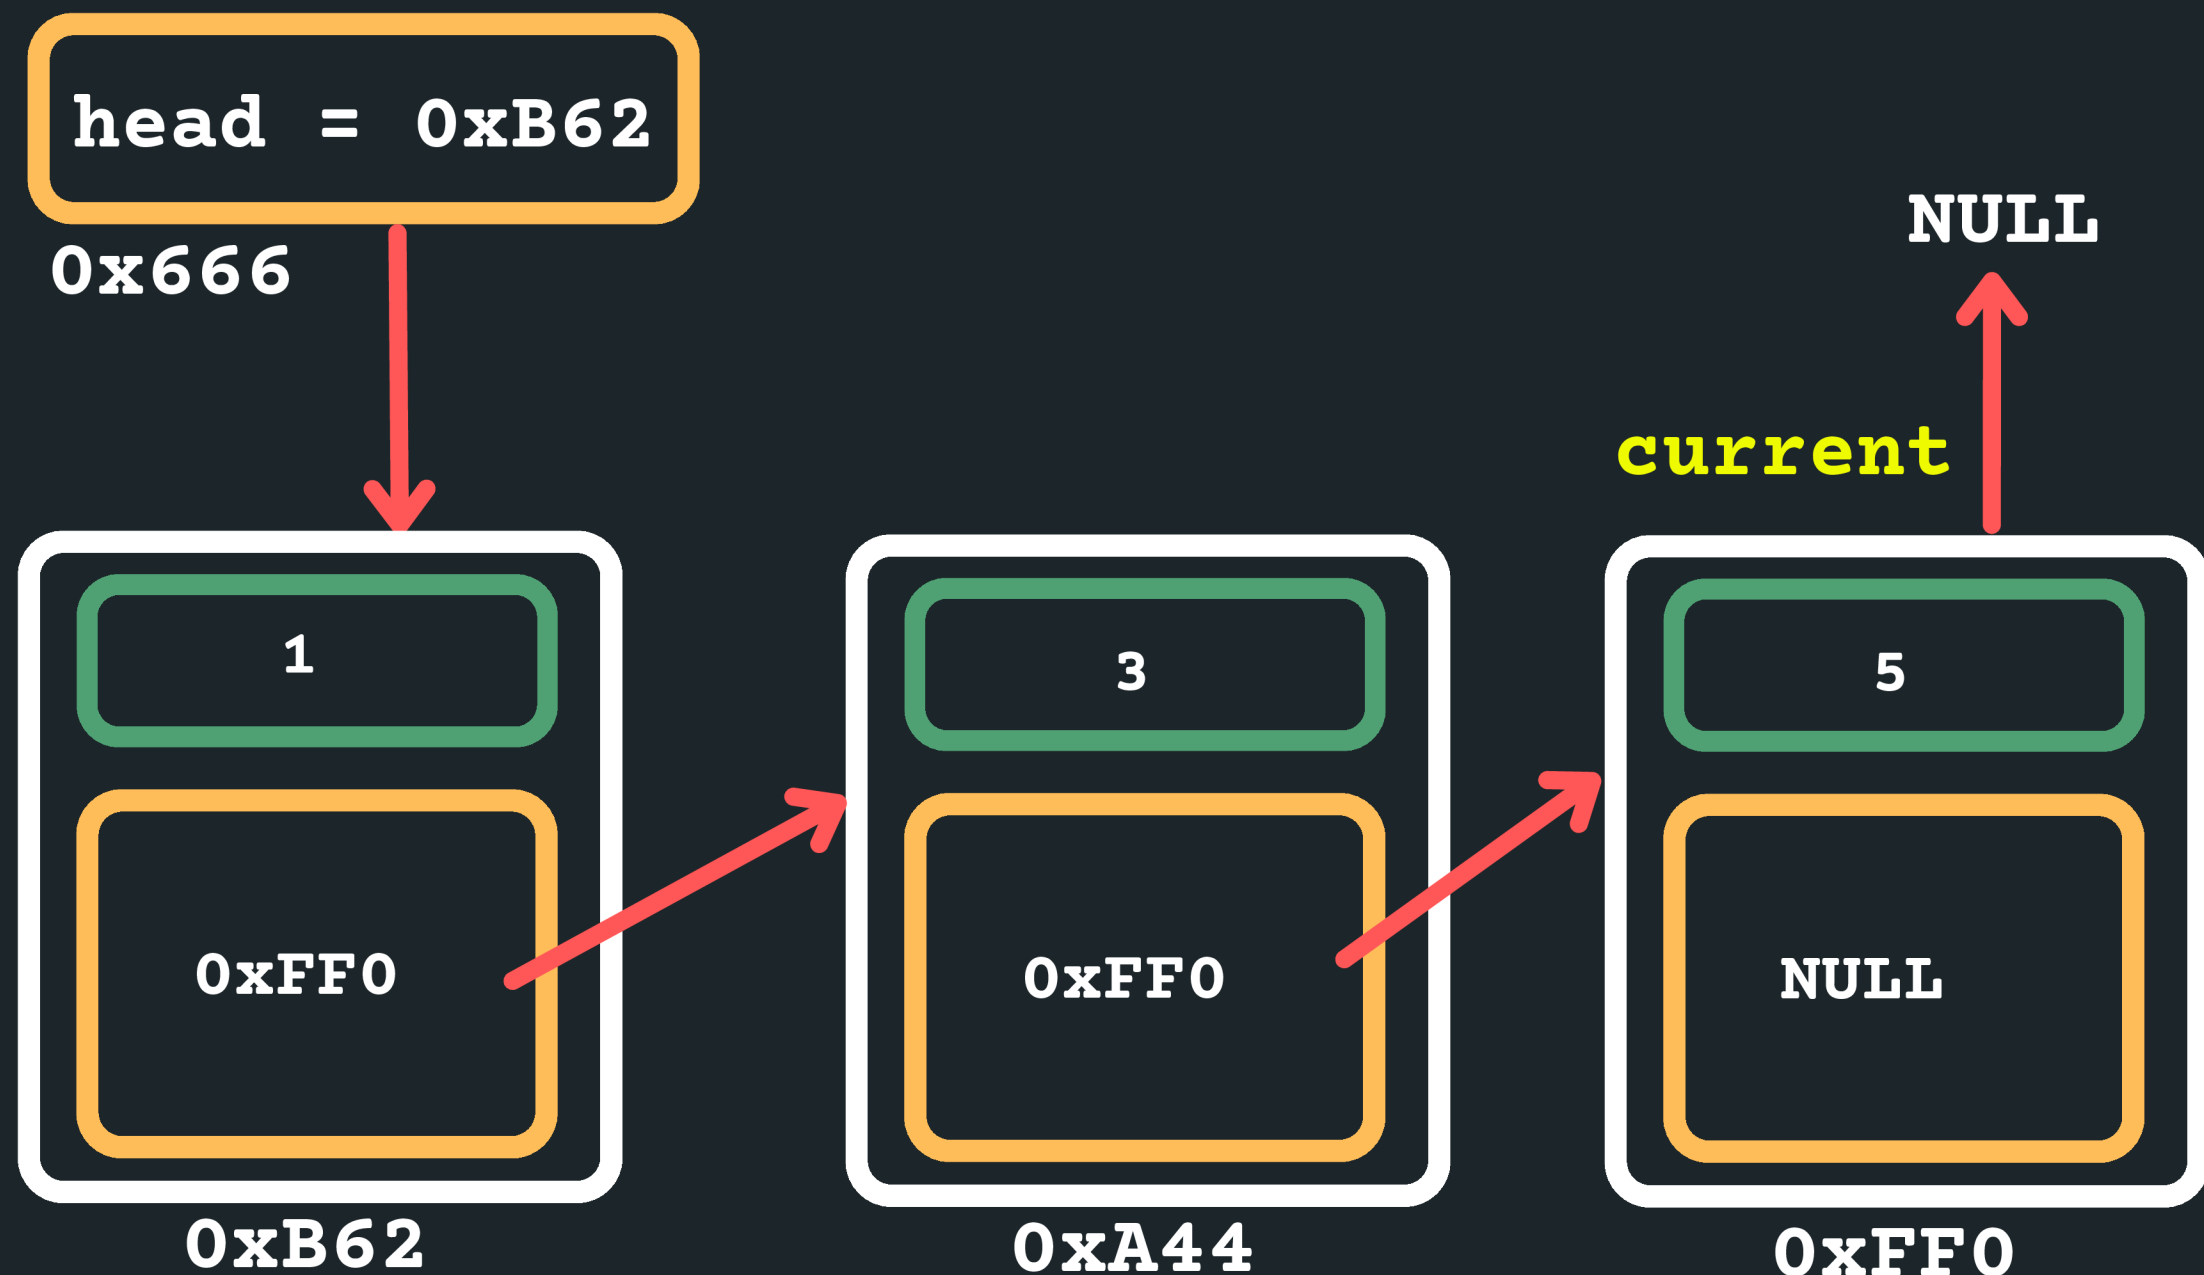 head = 0xB62
0x666
NULL
current
1
3
5
0xFF0
0xFF0
NULL
0xB62
0xA44
0xFF0